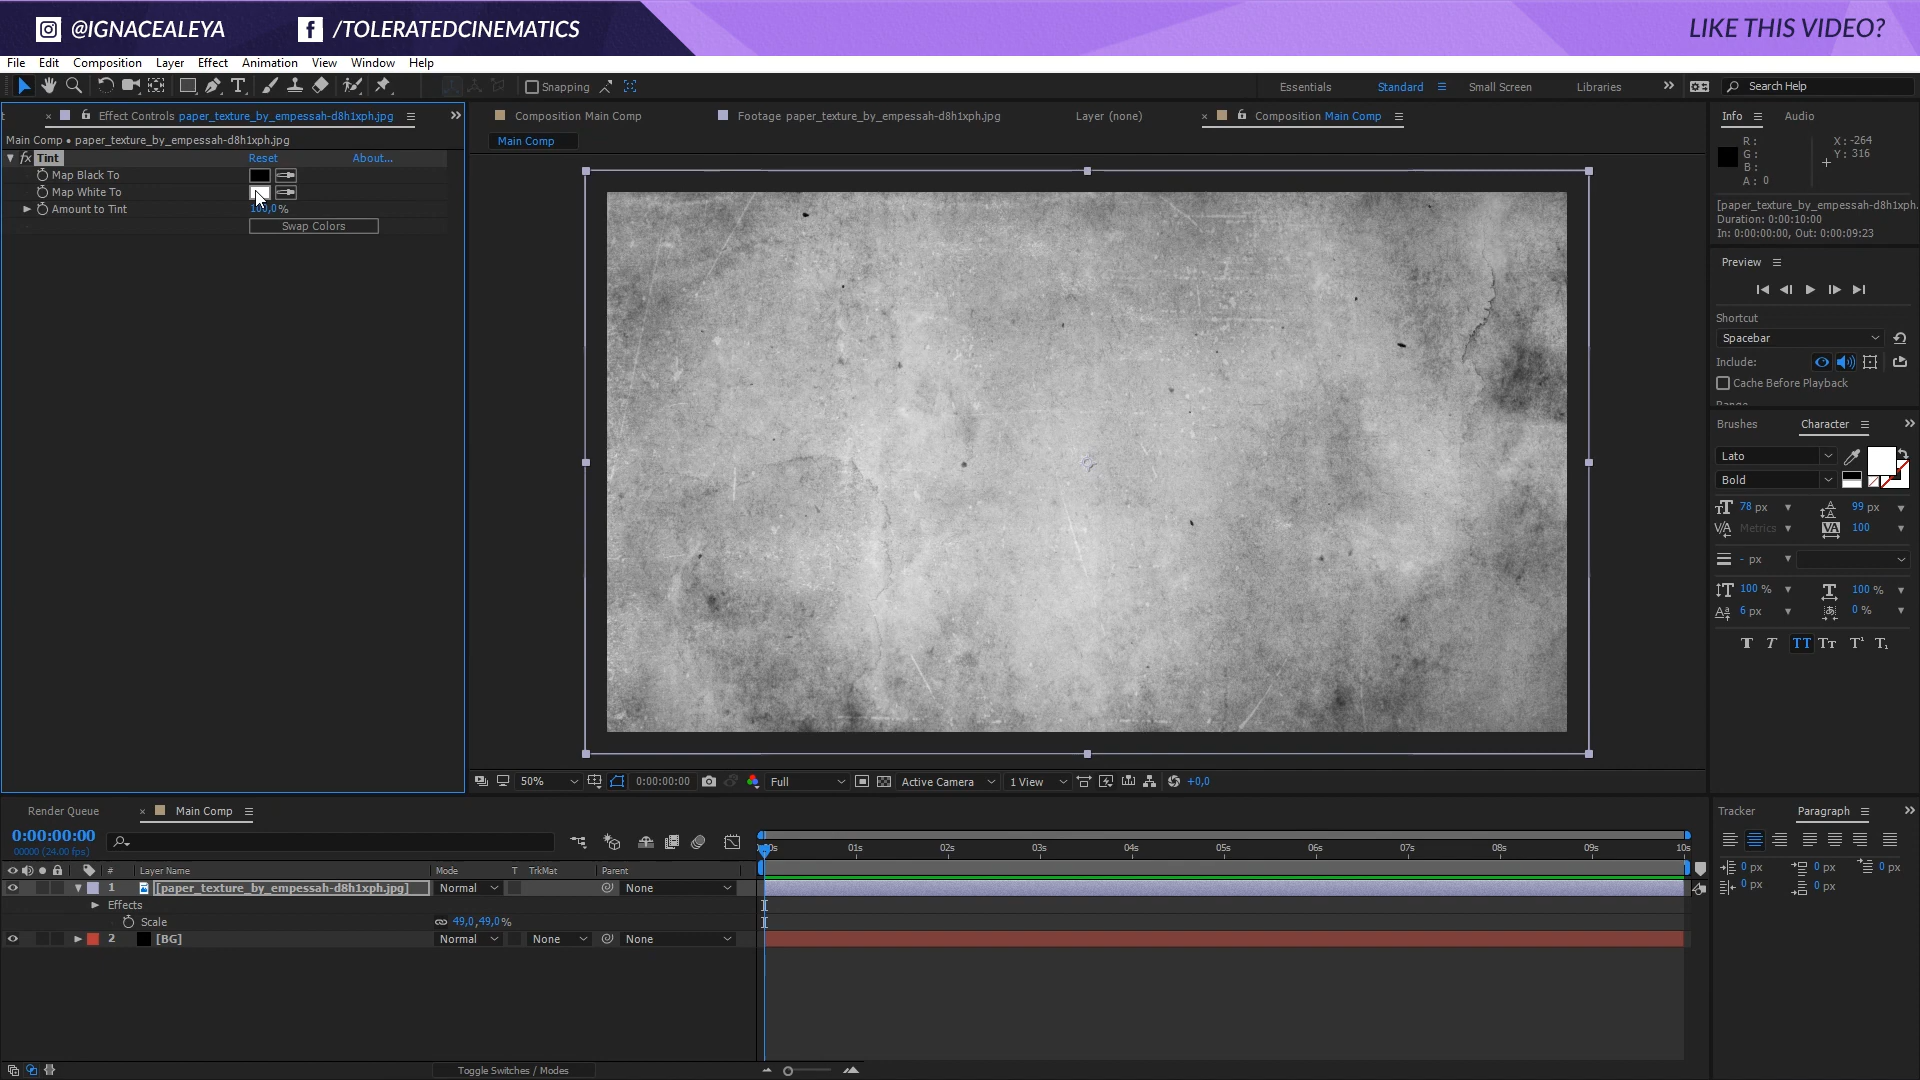 @IGNACEALEYA /TOLERATEDCINEMATICS LIKE THIS VIDEO?
File Edit Composition Layer Effect Animation View Window Help
Snapping Essentials Standard Small Screen Libraries Search Help
Effect Controls paper_texture_by_empessah-d8h1xph.jpg
Composition Main Comp Footage paper_texture_by_empessah-d8h1xph.jpg Layer (none) Composition Main Comp
Main Comp • paper_texture_by_empessah-d8h1xph.jpg
Main Comp
fx Tint Reset About...
Map Black To
Map White To
Amount to Tint
Swap Colors
50% 0:00:00:00 Full Active Camera 1 View +0,0
Info Audio
R: X: -264
G: Y: 316
B:
A: 0
[paper_texture_by_empessah-d8h1xph.
Duration: 0:00:10:00
In: 0:00:00:00, Out: 0:00:09:23
Preview
Shortcut
Spacebar
Include:
Cache Before Playback
Range
Brushes Character
Lato
Bold
78 px 99 px
Metrics 100
- px
100 % 100 %
6 px 0 %
Render Queue Main Comp
0:00:00:00
00000 (24.00 fps)
# Layer Name Mode T TrkMat Parent
01s 02s 03s 04s 05s 06s 07s 08s 09s 10s
1 [paper_texture_by_empessah-d8h1xph.jpg] Normal None
Effects
Scale 49,0,49,0%
2 [BG] Normal None None
Toggle Switches / Modes
Tracker Paragraph
0 px 0 px 0 px
0 px 0 px